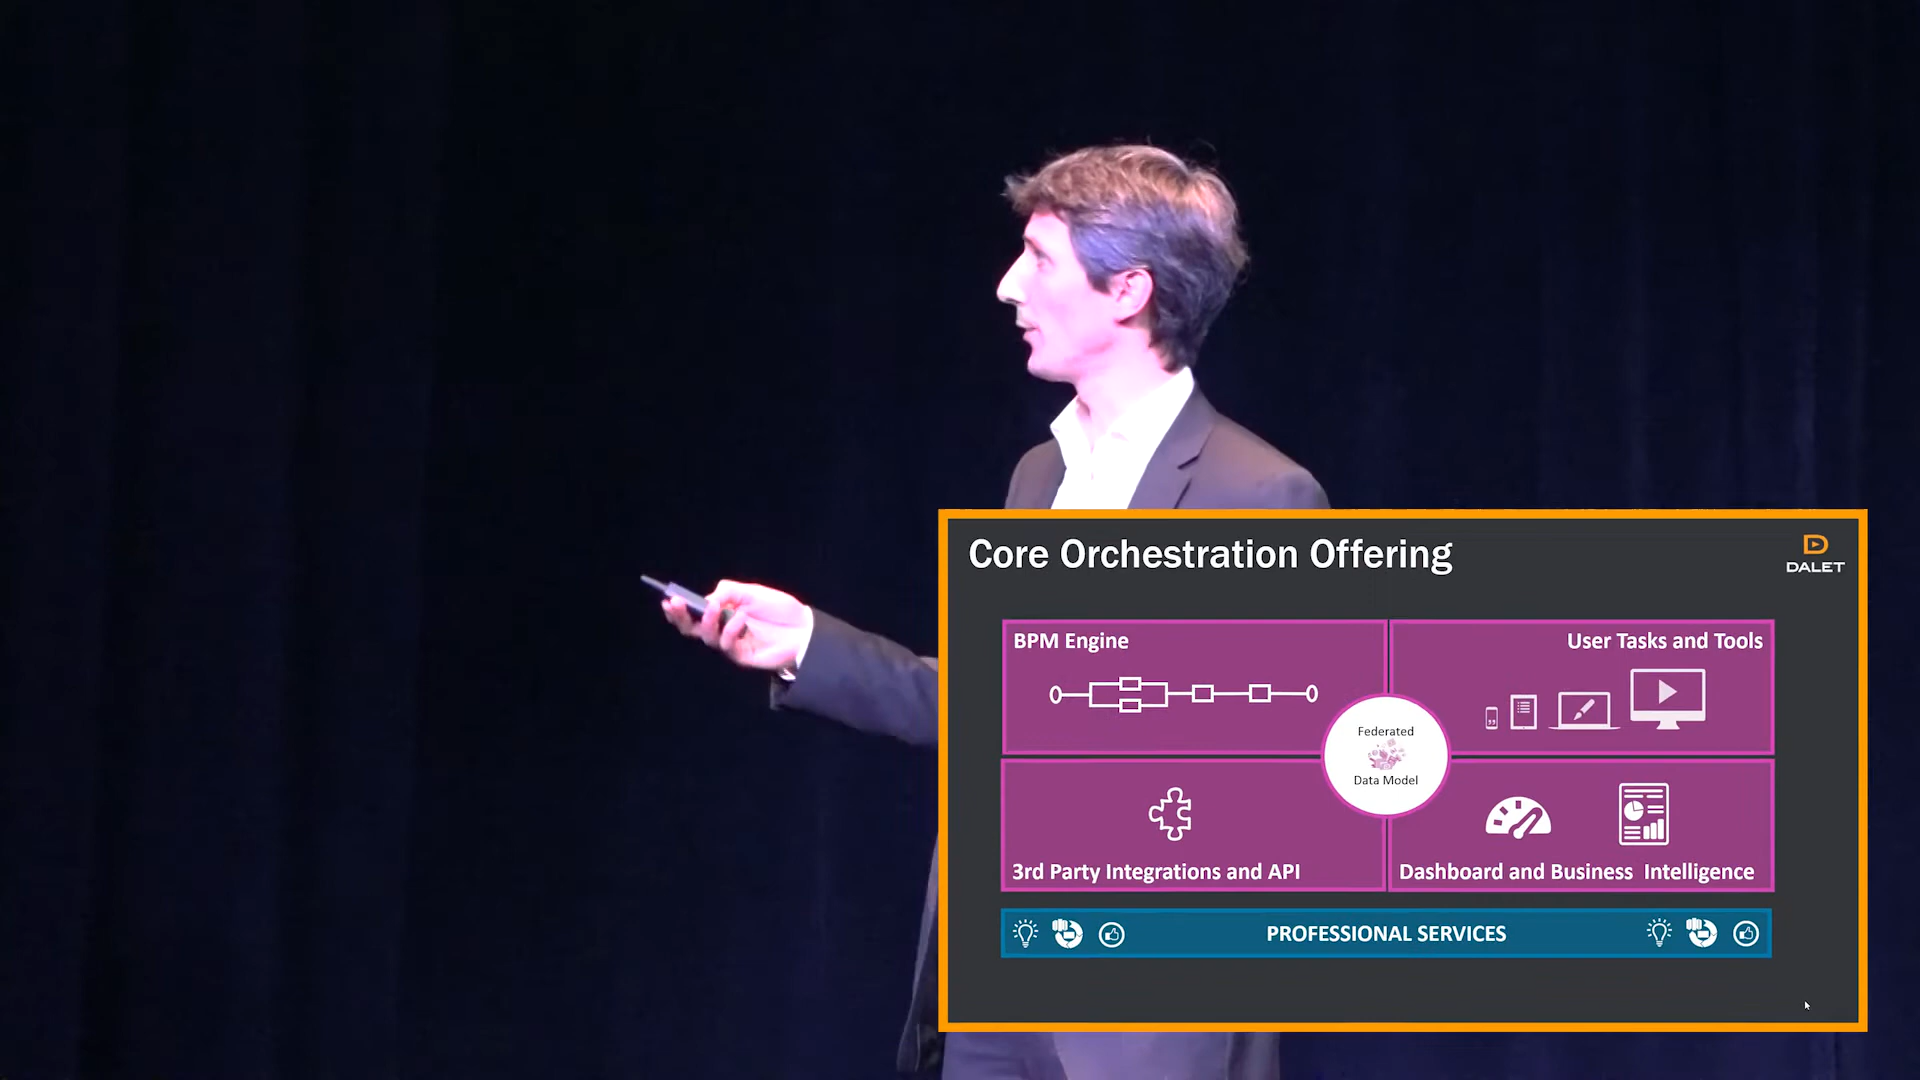 Core Orchestration Offering
DALET
BPM Engine
User Tasks and Tools
Federated
Data Model
3rd Party Integrations and API
Dashboard and Business Intelligence
PROFESSIONAL SERVICES